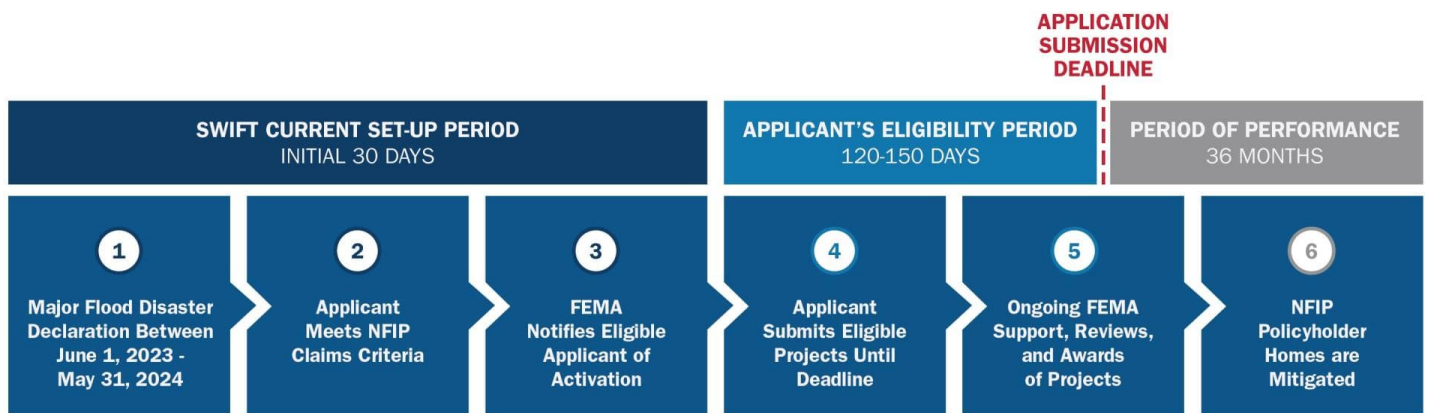 APPLICATION
SUBMISSION
DEADLINE
SWIFT CURRENT SET-UP PERIOD
INITIAL 30 DAYS
APPLICANT'S ELIGIBILITY PERIOD
120-150 DAYS
PERIOD OF PERFORMANCE
36 MONTHS
1
Major Flood Disaster
Declaration Between
June 1, 2023 -
May 31, 2024
2
Applicant
Meets NFIP
Claims Criteria
3
FEMA
Notifies Eligible
Applicant of
Activation
4
Applicant
Submits Eligible
Projects Until
Deadline
5
Ongoing FEMA
Support, Reviews,
and Awards
of Projects
6
NFIP
Policyholder
Homes are
Mitigated